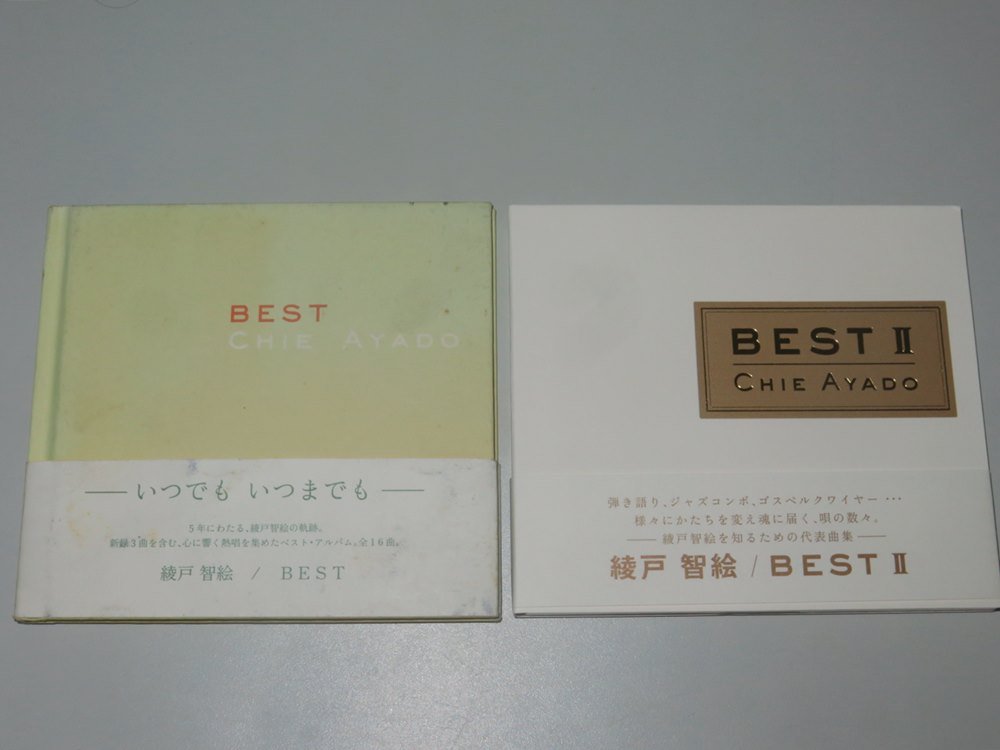 BEST
CHIE AYADO
いつでも いつまでも
5年にわたる、綾戸智絵の軌跡。
新録3曲を含む、心に響く熱唱を集めたベスト・アルバム。全16曲。
綾戸 智絵 / BEST
BEST Ⅱ
CHIE AYADO
弾き語り、ジャズコンボ、ゴスペルクワイヤー・・・
様々にかたちを変え魂に届く、唄の数々。
綾戸智絵を知るための代表曲集
綾戸 智絵 / BEST Ⅱ